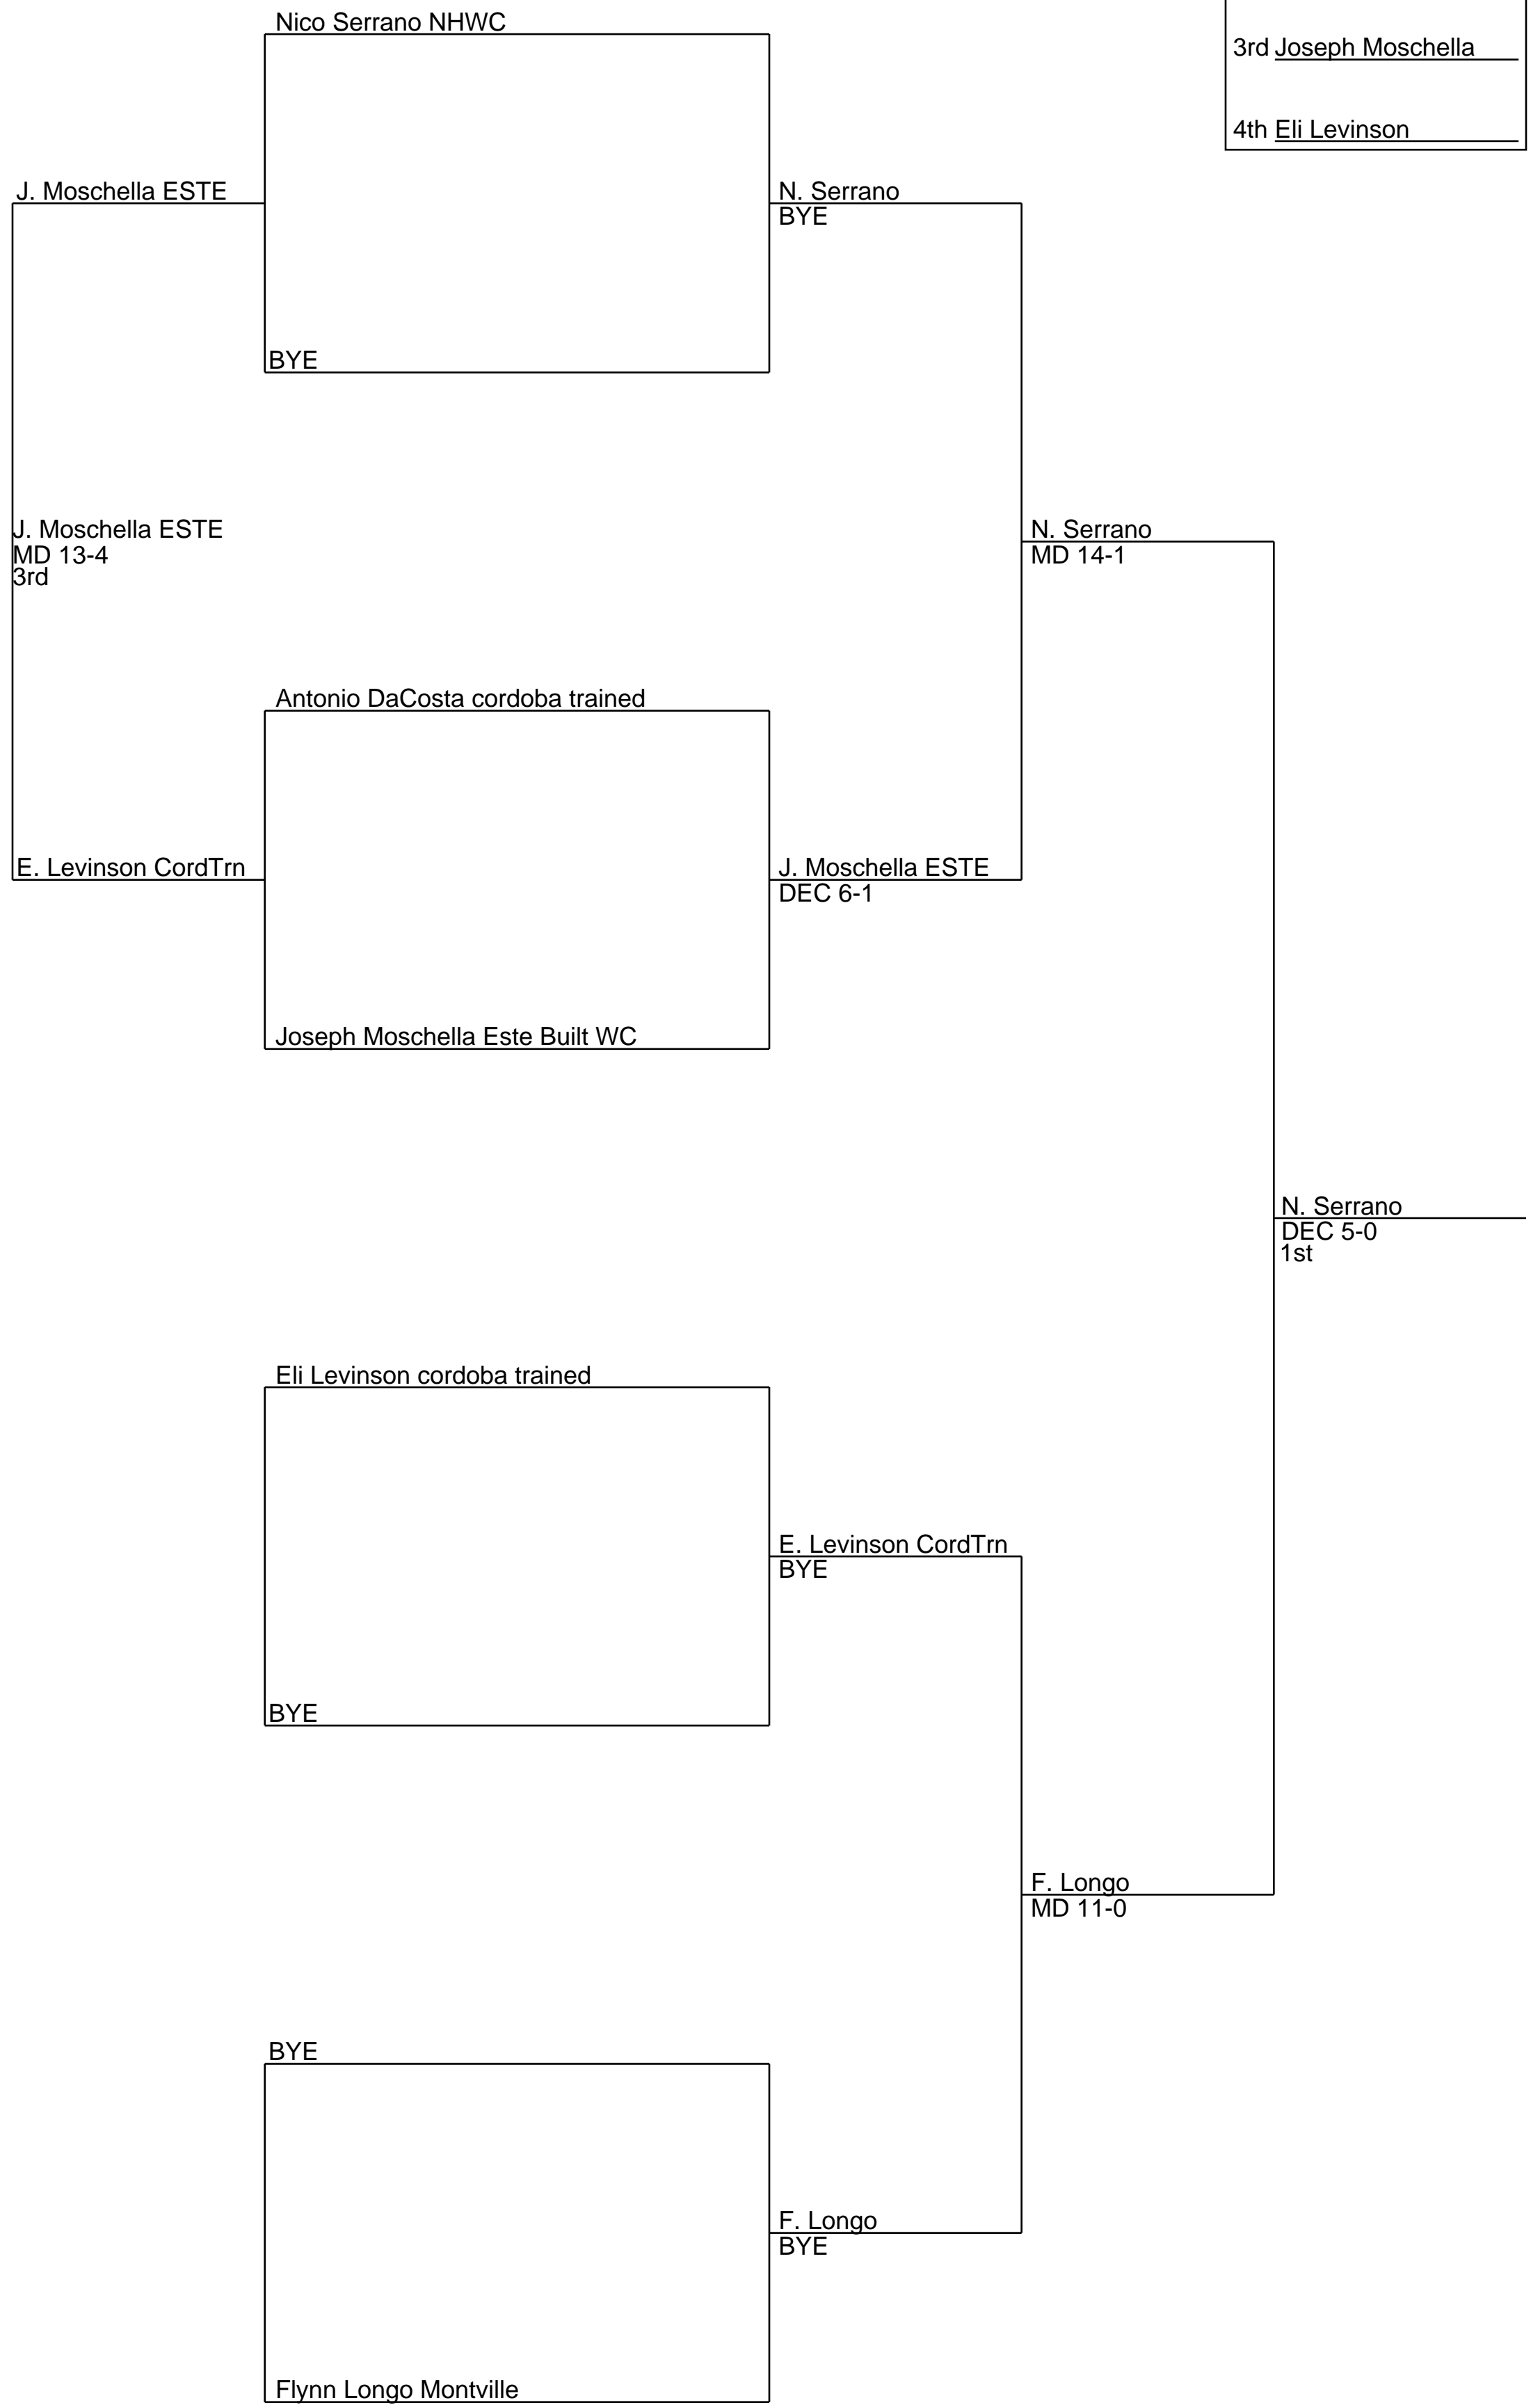 Nico Serrano NHWC
3rd Joseph Moschella
4th Eli Levinson
J. Moschella ESTE
N. Serrano
BYE
BYE
J. Moschella ESTE
MD 13-4
3rd
N. Serrano
MD 14-1
Antonio DaCosta cordoba trained
E. Levinson CordTrn
J. Moschella ESTE
DEC 6-1
Joseph Moschella Este Built WC
N. Serrano
DEC 5-0
1st
Eli Levinson cordoba trained
E. Levinson CordTrn
BYE
BYE
F. Longo
MD 11-0
BYE
F. Longo
BYE
Flynn Longo Montville